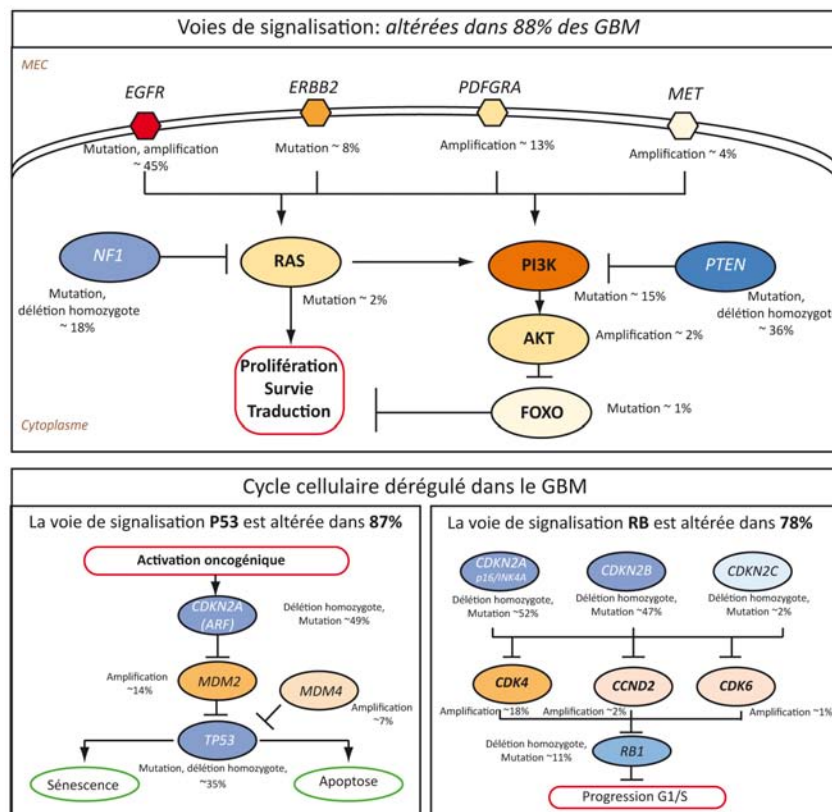 Voies de signalisation: altérées dans 88% des GBM
MEC
EGFR
ERBB2
PDFGRA
MET
Mutation, amplification
~ 45%
Mutation ~ 8%
Amplification ~ 13%
Amplification ~ 4%
NF1
RAS
PI3K
PTEN
Mutation,
délétion homozygote
~ 18%
Mutation ~ 2%
Mutation ~ 15%
Mutation,
délétion homozygote
~ 36%
AKT
Amplification ~ 2%
Prolifération
Survie
Traduction
FOXO
Mutation ~ 1%
Cytoplasme
Cycle cellulaire dérégulé dans le GBM
La voie de signalisation P53 est altérée dans 87%
Activation oncogénique
CDKN2A
(ARF)
Délétion homozygote,
Mutation ~49%
Amplification
~14%
MDM2
MDM4
Amplification
~7%
TP53
Mutation, délétion homozygote,
~35%
Sénescence
Apoptose
La voie de signalisation RB est altérée dans 78%
CDKN2A
p16/INK4A
CDKN2B
CDKN2C
Délétion homozygote,
Mutation ~52%
Délétion homozygote,
Mutation ~47%
Délétion homozygote,
Mutation ~2%
CDK4
CCND2
CDK6
Amplification ~18%
Amplification ~2%
Amplification ~1%
Délétion homozygote,
Mutation ~11%
RB1
Progression G1/S